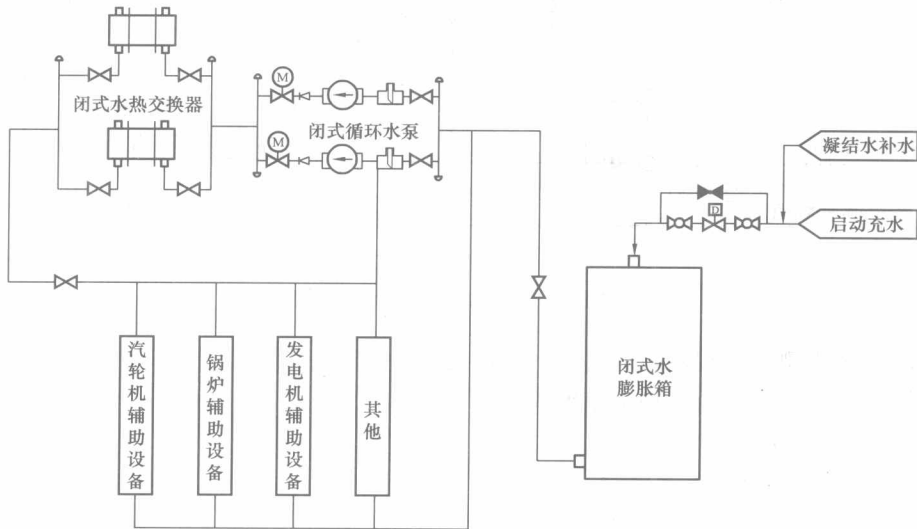 闭式水热交换器
M
闭式循环水泵
M
凝结水补水
D
启动充水
汽轮机辅助设备
锅炉辅助设备
发电机辅助设备
其他
闭式水
膨胀箱